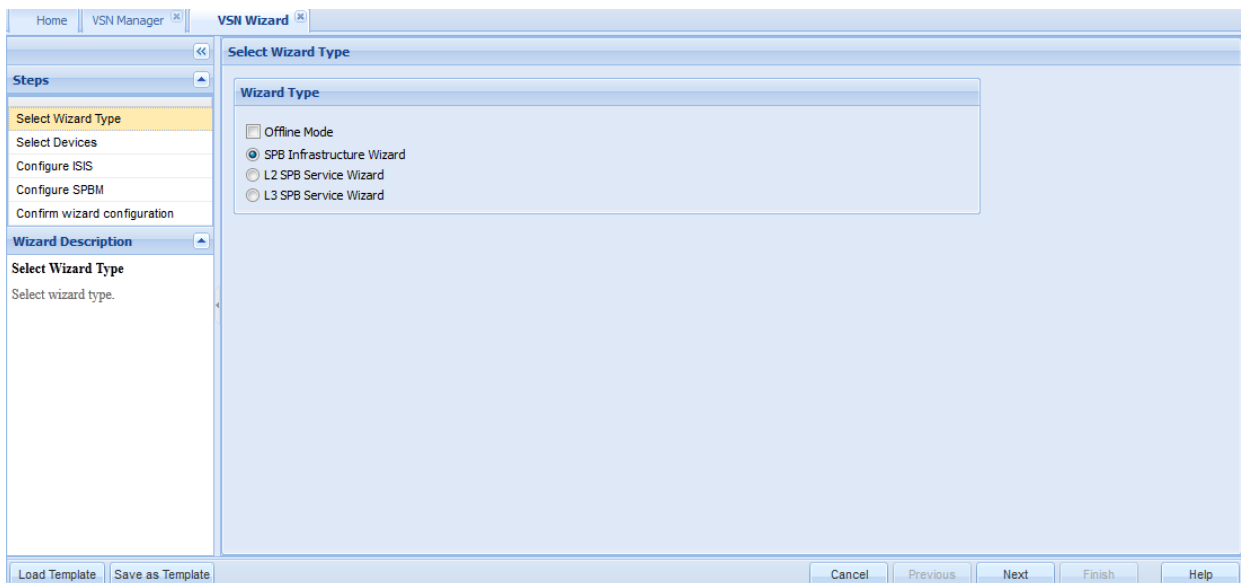 Home VSN Manager VSN Wizard
Select Wizard Type
Steps
Select Wizard Type
Select Devices
Configure ISIS
Configure SPBM
Confirm wizard configuration
Wizard Description
Select Wizard Type
Select wizard type.
Wizard Type
Offline Mode
SPB Infrastructure Wizard
L2 SPB Service Wizard
L3 SPB Service Wizard
Load Template Save as Template Cancel Previous Next Finish Help